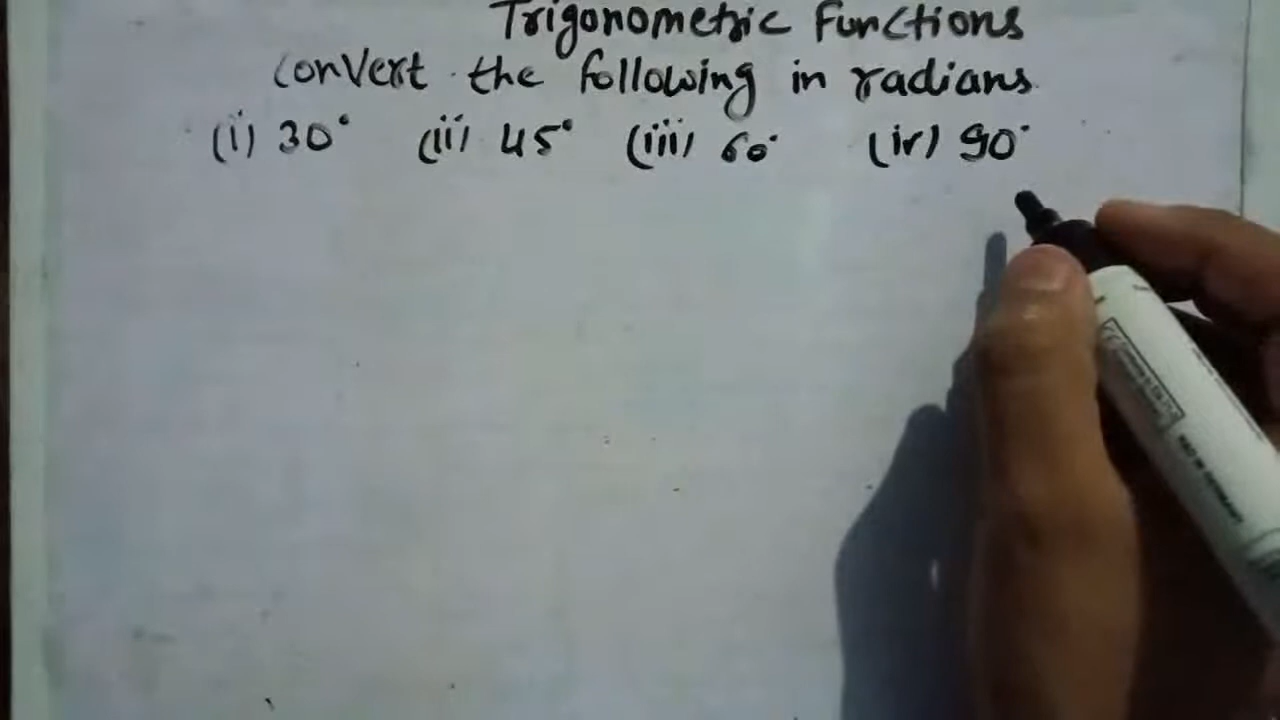 Trigonometric Functions
Convert the following in radians.
(i) 30° (ii) 45° (iii) 60° (iv) 90°